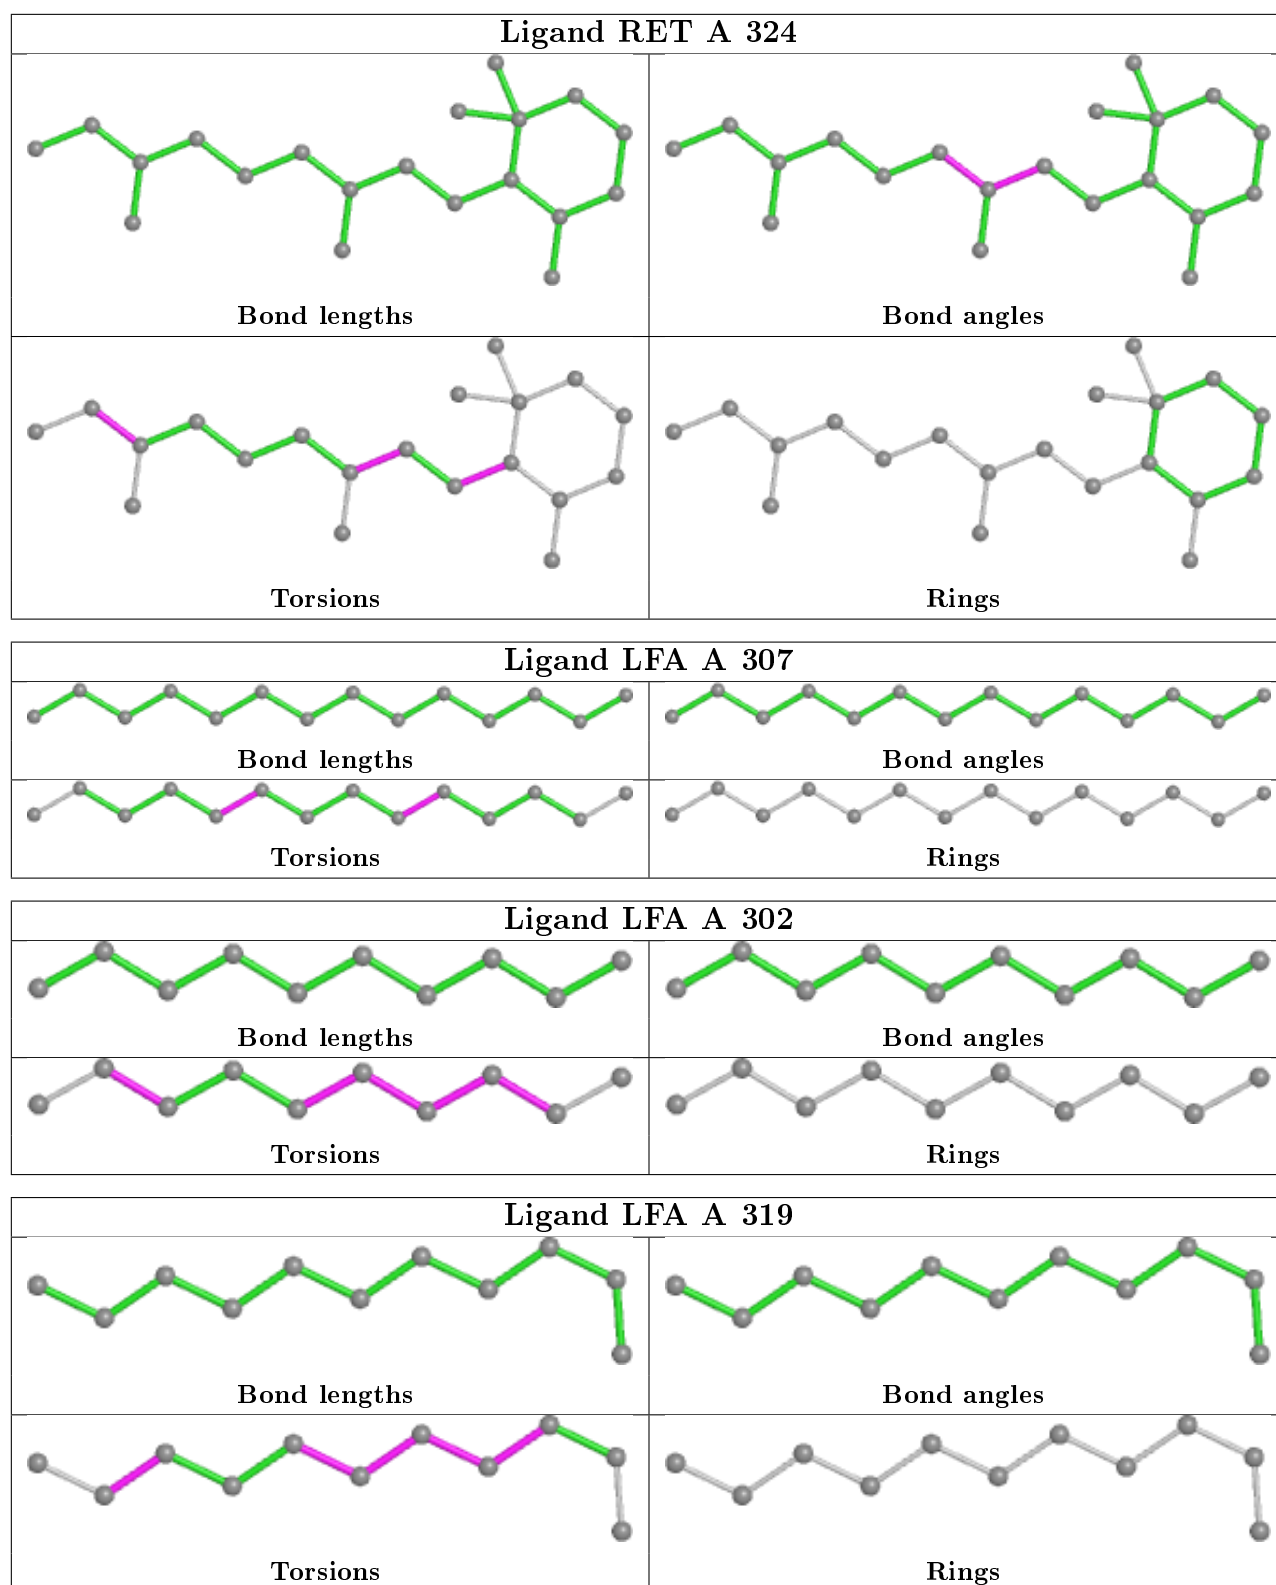 Ligand RET A 324
Bond lengths
Bond angles
Torsions
Rings
Ligand LFA A 307
Bond lengths
Bond angles
Torsions
Rings
Ligand LFA A 302
Bond lengths
Bond angles
Torsions
Rings
Ligand LFA A 319
Bond lengths
Bond angles
Torsions
Rings